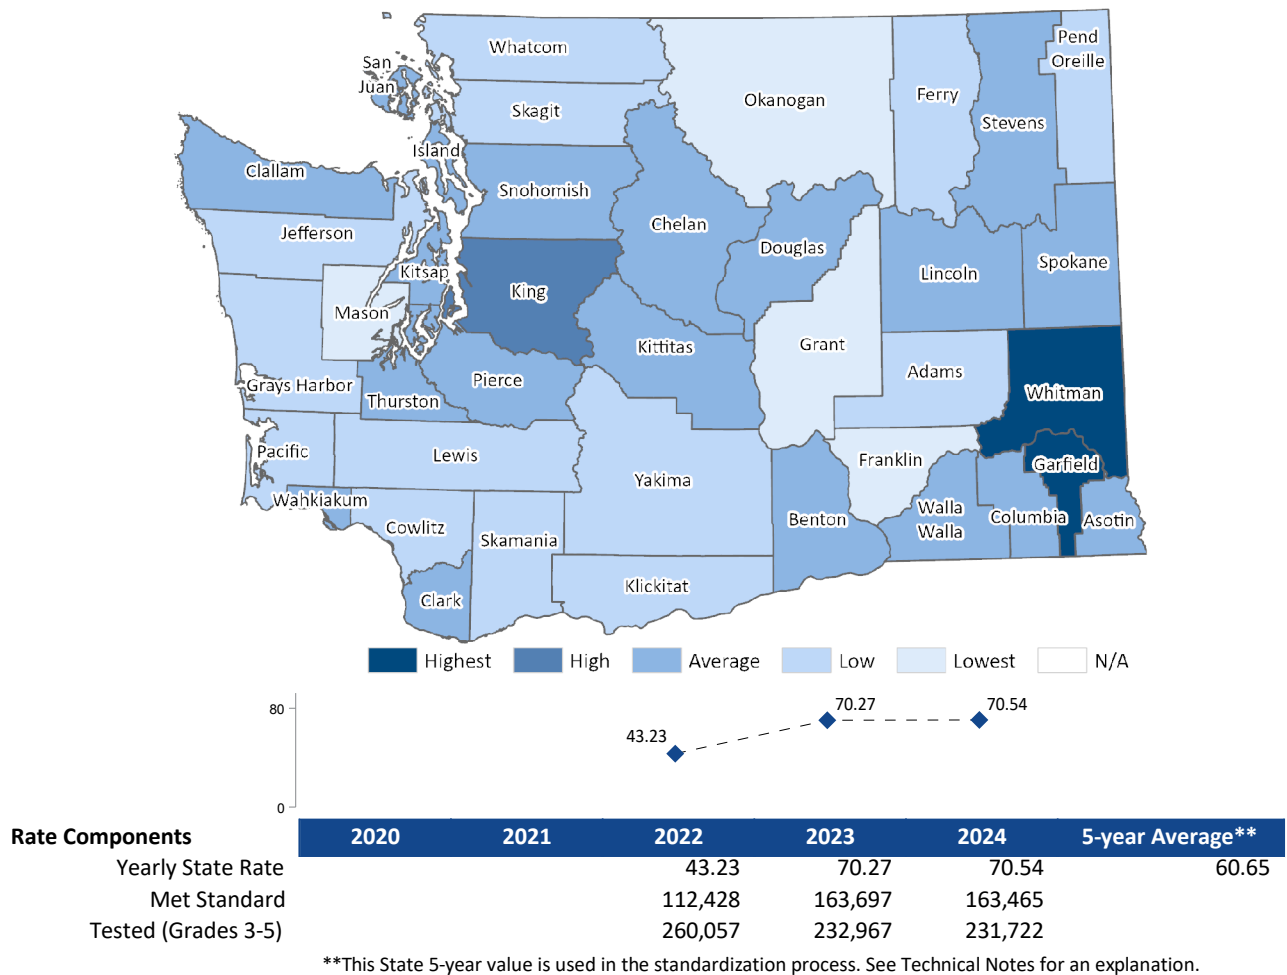 Whatcom
San
Juan
Skagit
Okanogan
Ferry
Pend
Oreille
Stevens
Island
Clallam
Snohomish
Chelan
Jefferson
Douglas
Kitsap
Lincoln
Spokane
King
Mason
Kittitas
Grant
Adams
Grays Harbor
Pierce
Thurston
Whitman
Pacific
Lewis
Franklin
Garfield
Yakima
Wahkiakum
Cowlitz
Skamania
Benton
Walla
Walla
Columbia
Asotin
Clark
Klickitat
Highest High Average Low Lowest N/A
80
70.27
70.54
43.23
0
Rate Components 2020 2021 2022 2023 2024 5-year Average**
Yearly State Rate 43.23 70.27 70.54 60.65
Met Standard 112,428 163,697 163,465
Tested (Grades 3-5) 260,057 232,967 231,722
**This State 5-year value is used in the standardization process. See Technical Notes for an explanation.